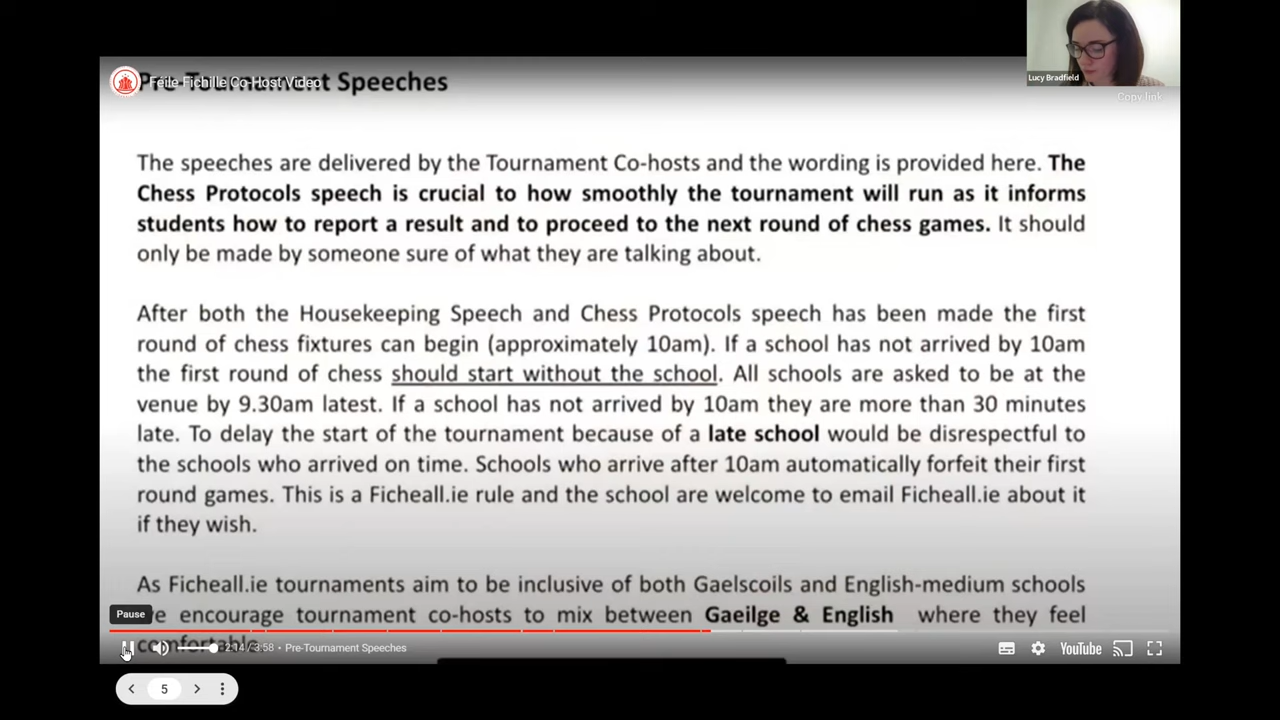 Lucy Bradfield
Copy link
Féile Fichille Co-Host Video
Pre-Tournament Speeches
The speeches are delivered by the Tournament Co-hosts and the wording is provided here. The
Chess Protocols speech is crucial to how smoothly the tournament will run as it informs
students how to report a result and to proceed to the next round of chess games. It should
only be made by someone sure of what they are talking about.
After both the Housekeeping Speech and Chess Protocols speech has been made the first
round of chess fixtures can begin (approximately 10am). If a school has not arrived by 10am
the first round of chess should start without the school. All schools are asked to be at the
venue by 9.30am latest. If a school has not arrived by 10am they are more than 30 minutes
late. To delay the start of the tournament because of a late school would be disrespectful to
the schools who arrived on time. Schools who arrive after 10am automatically forfeit their first
round games. This is a Ficheall.ie rule and the school are welcome to email Ficheall.ie about it
if they wish.
As Ficheall.ie tournaments aim to be inclusive of both Gaelscoils and English-medium schools
we encourage tournament co-hosts to mix between Gaeilge & English where they feel
comfortable
Pause
2:14 / 3:58 • Pre-Tournament Speeches
YouTube
5